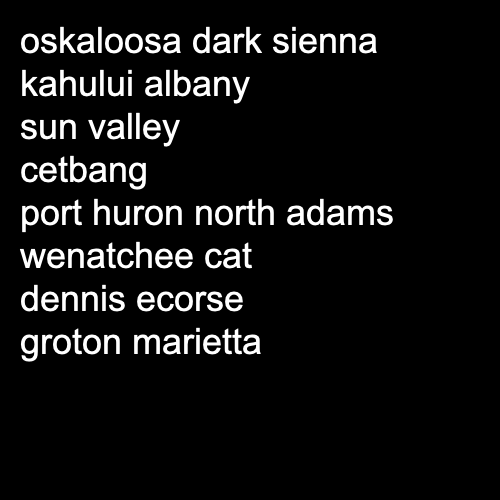 oskaloosa dark sienna
kahului albany
sun valley
cetbang
port huron north adams
wenatchee cat
dennis ecorse
groton marietta